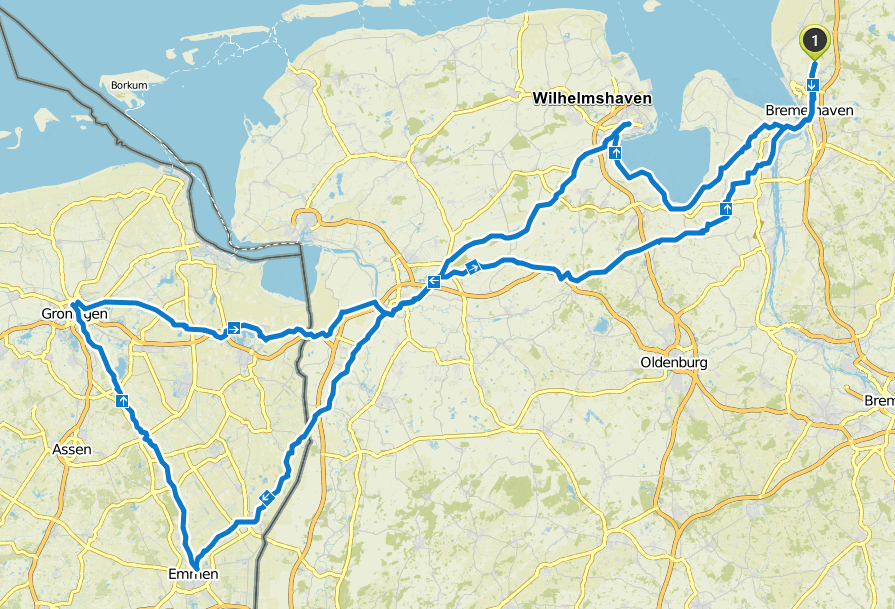 1
Borkum
Wilhelmshaven
Bremerhaven
Groningen
Oldenburg
Brem
Assen
Emmen